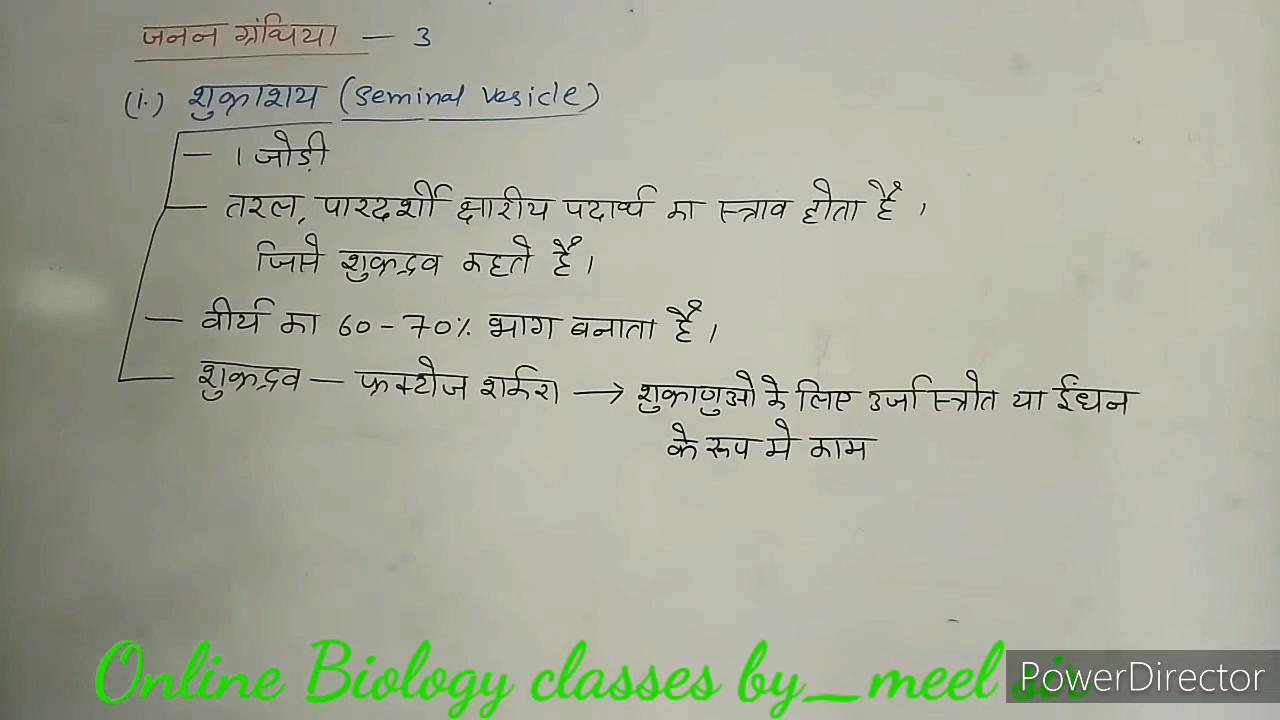 जनन ग्रंथिया — 3
(i.) शुक्राशय (Seminal Vesicle)
— 1 जोड़ी
— तरल, पारदर्शी क्षारीय पदार्थ का स्त्राव होता है ,
जिसे शुक्रद्रव कहते हैं।
— वीर्य का 60-70% भाग बनाता है ,
— शुक्रद्रव — फ्रक्टोज शर्करा → शुक्राणुओ के लिए उर्जा स्त्रोत या ईंधन
के रूप मे काम
Online Biology classes by_meel sir
PowerDirector